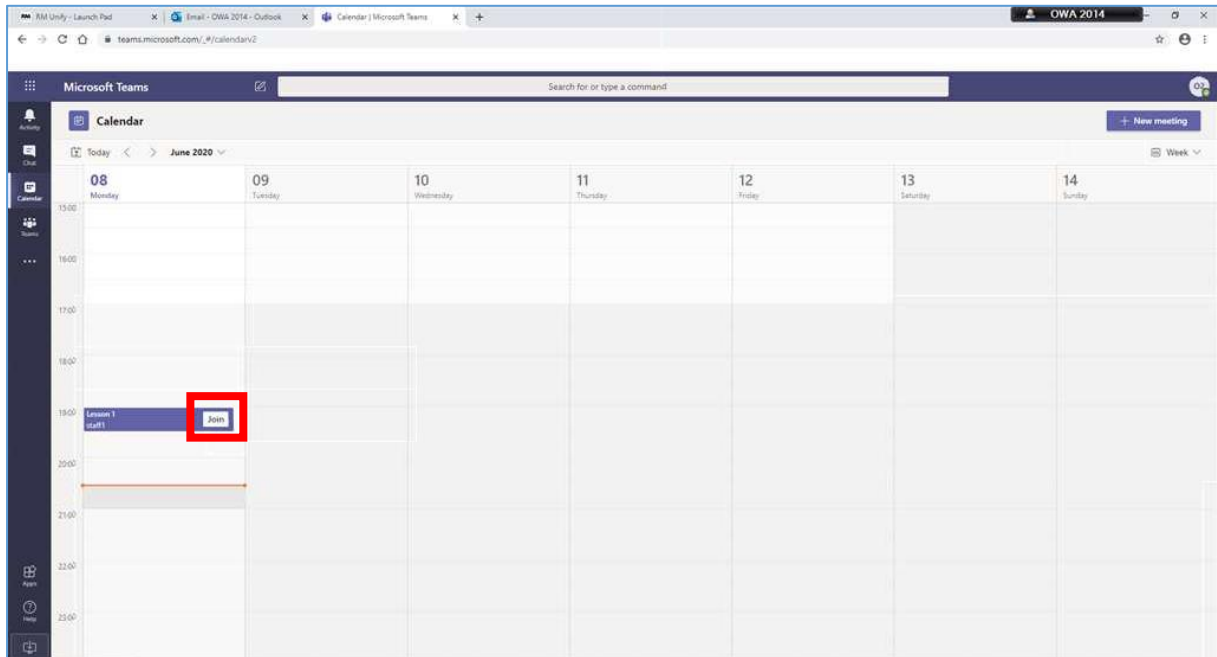 RM Unify - Launch Pad
Email - OWA 2014 - Outlook
Calendar | Microsoft Teams
OWA 2014
teams.microsoft.com/_#/calendarv2
Microsoft Teams
Search for or type a command
Calendar
+ New meeting
Today
June 2020
Week
Activity
Chat
Calendar
Teams
08
Monday
09
Tuesday
10
Wednesday
11
Thursday
12
Friday
13
Saturday
14
Sunday
15:00
16:00
17:00
18:00
19:00
Lesson 1
staff1
Join
20:00
21:00
22:00
23:00
Apps
Help